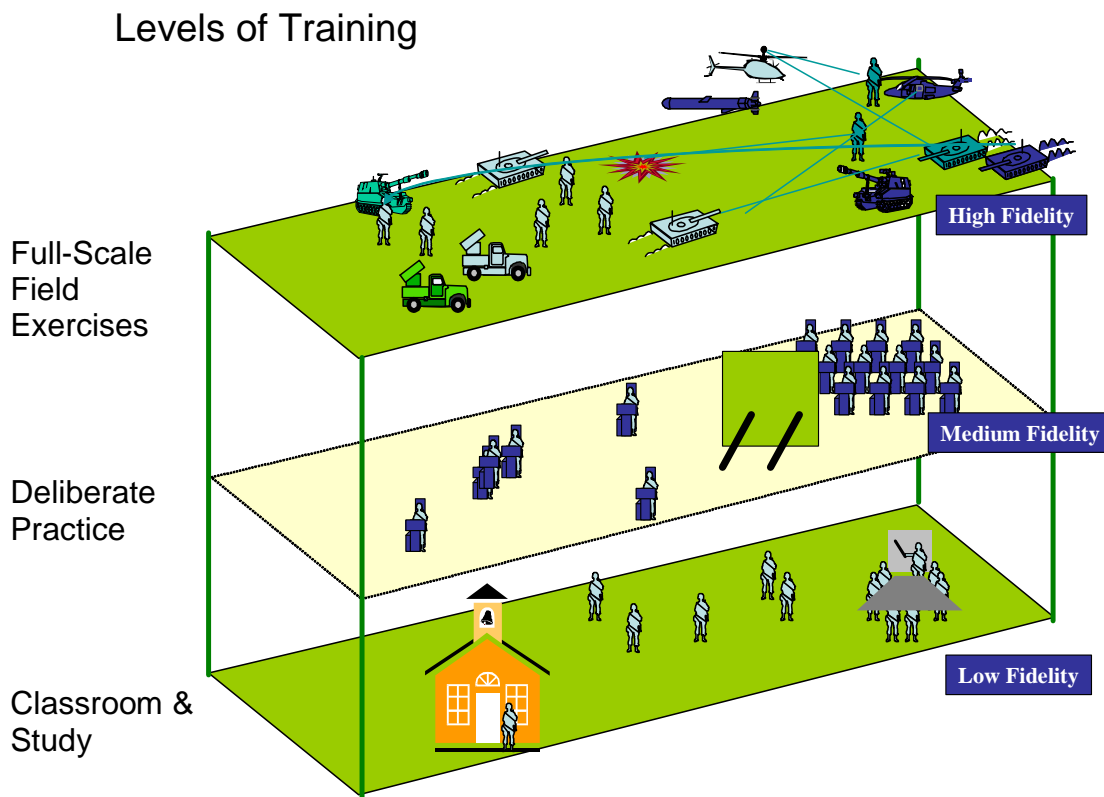 Levels of Training
High Fidelity
Full-Scale
Field
Exercises
Medium Fidelity
Deliberate
Practice
Low Fidelity
Classroom &
Study